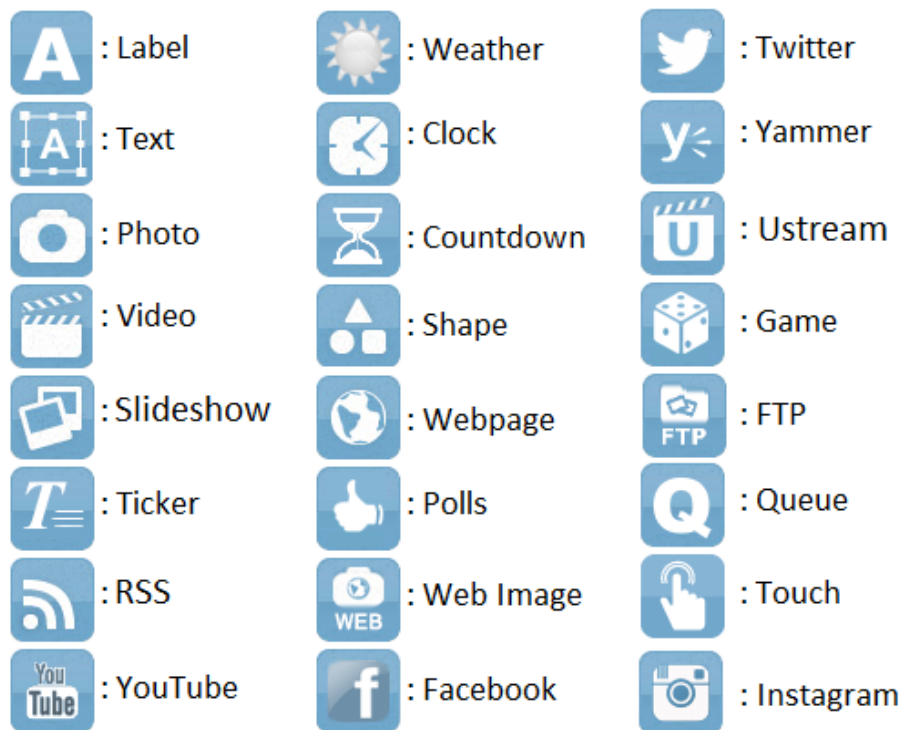 A : Label
: Weather
: Twitter
A : Text
: Clock
y : Yammer
: Photo
: Countdown
U : Ustream
: Video
: Shape
: Game
: Slideshow
: Webpage
FTP : FTP
T : Ticker
: Polls
Q : Queue
: RSS
WEB : Web Image
: Touch
You
Tube : YouTube
f : Facebook
: Instagram